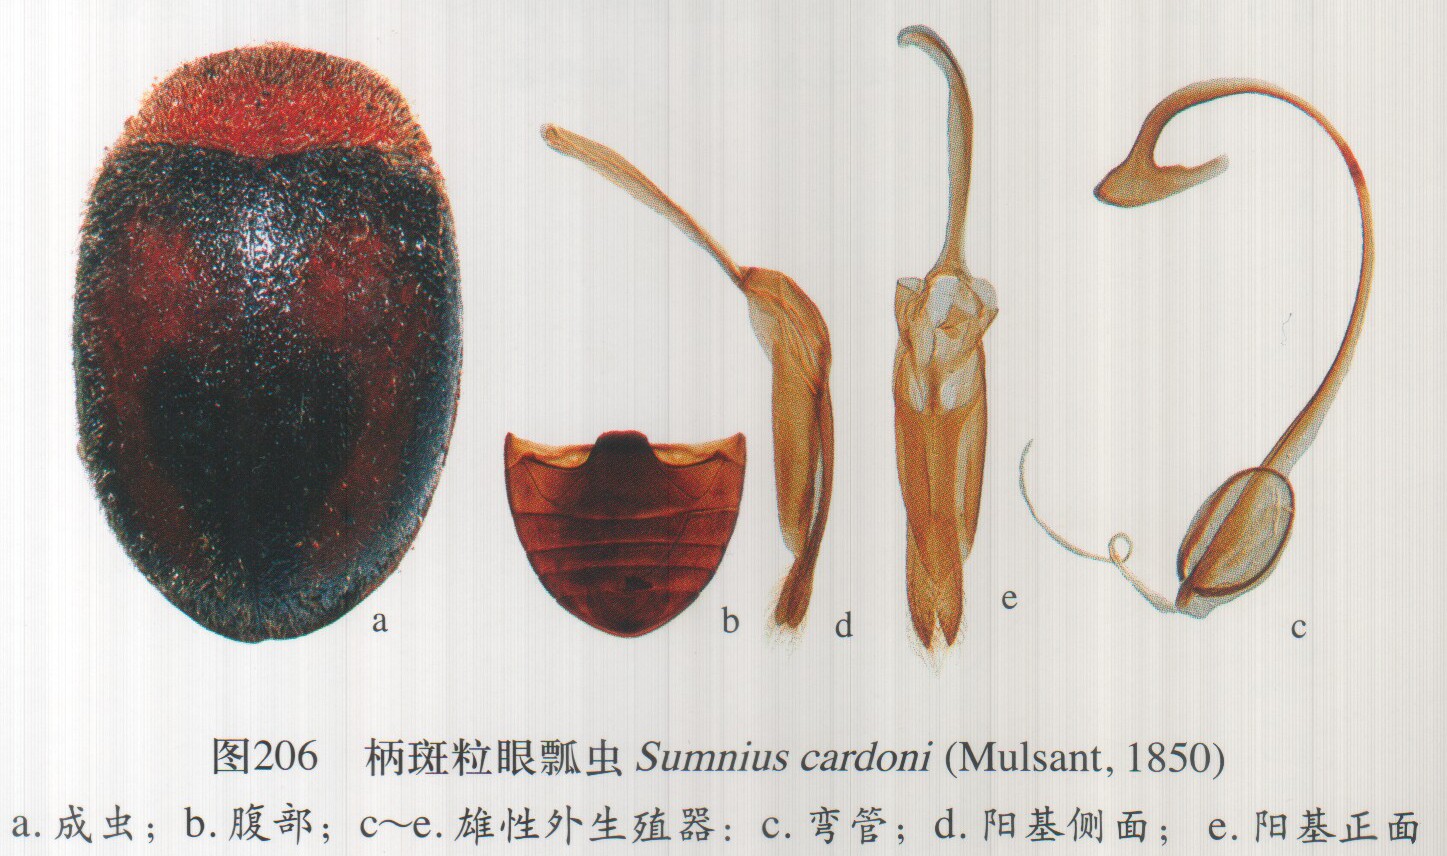 a
b
d
e
c
图206 柄斑粒眼瓢虫 Sumnius cardoni (Mulsant, 1850)
a. 成虫；b. 腹部；c～e. 雄性外生殖器：c. 弯管；d. 阳基侧面；e. 阳基正面